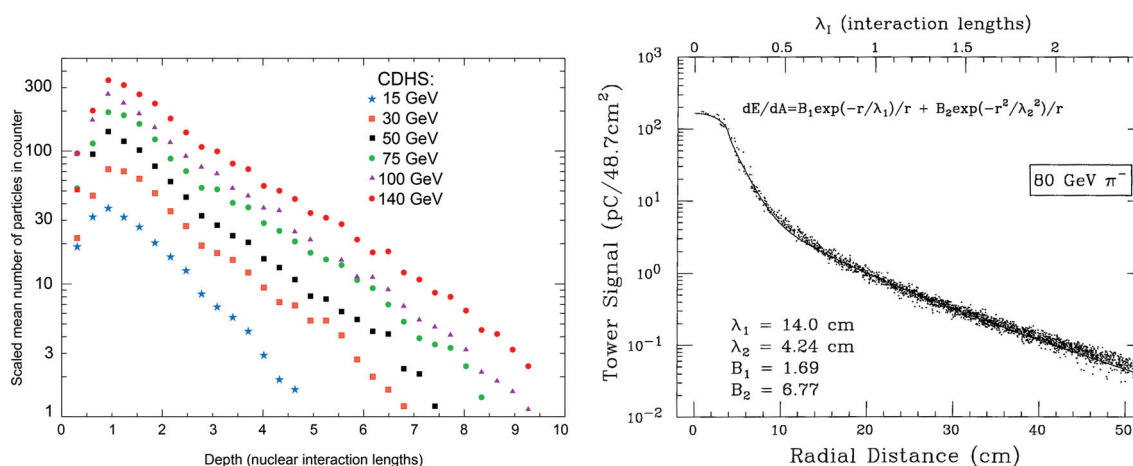 300
100
30
10
3
1
Scaled mean number of particles in counter
CDHS:
15 GeV
30 GeV
50 GeV
75 GeV
100 GeV
140 GeV
0 1 2 3 4 5 6 7 8 9 10
Depth (nuclear interaction lengths)
λI (interaction lengths)
0 0.5 1 1.5 2
10³
10²
10¹
10⁰
10⁻¹
10⁻²
Tower Signal (pC/48.7cm²)
dE/dA=B₁exp(-r/λ₁)/r + B₂exp(-r²/λ₂²)/r
80 GeV π⁻
λ₁ = 14.0 cm
λ₂ = 4.24 cm
B₁ = 1.69
B₂ = 6.77
0 10 20 30 40 50
Radial Distance (cm)